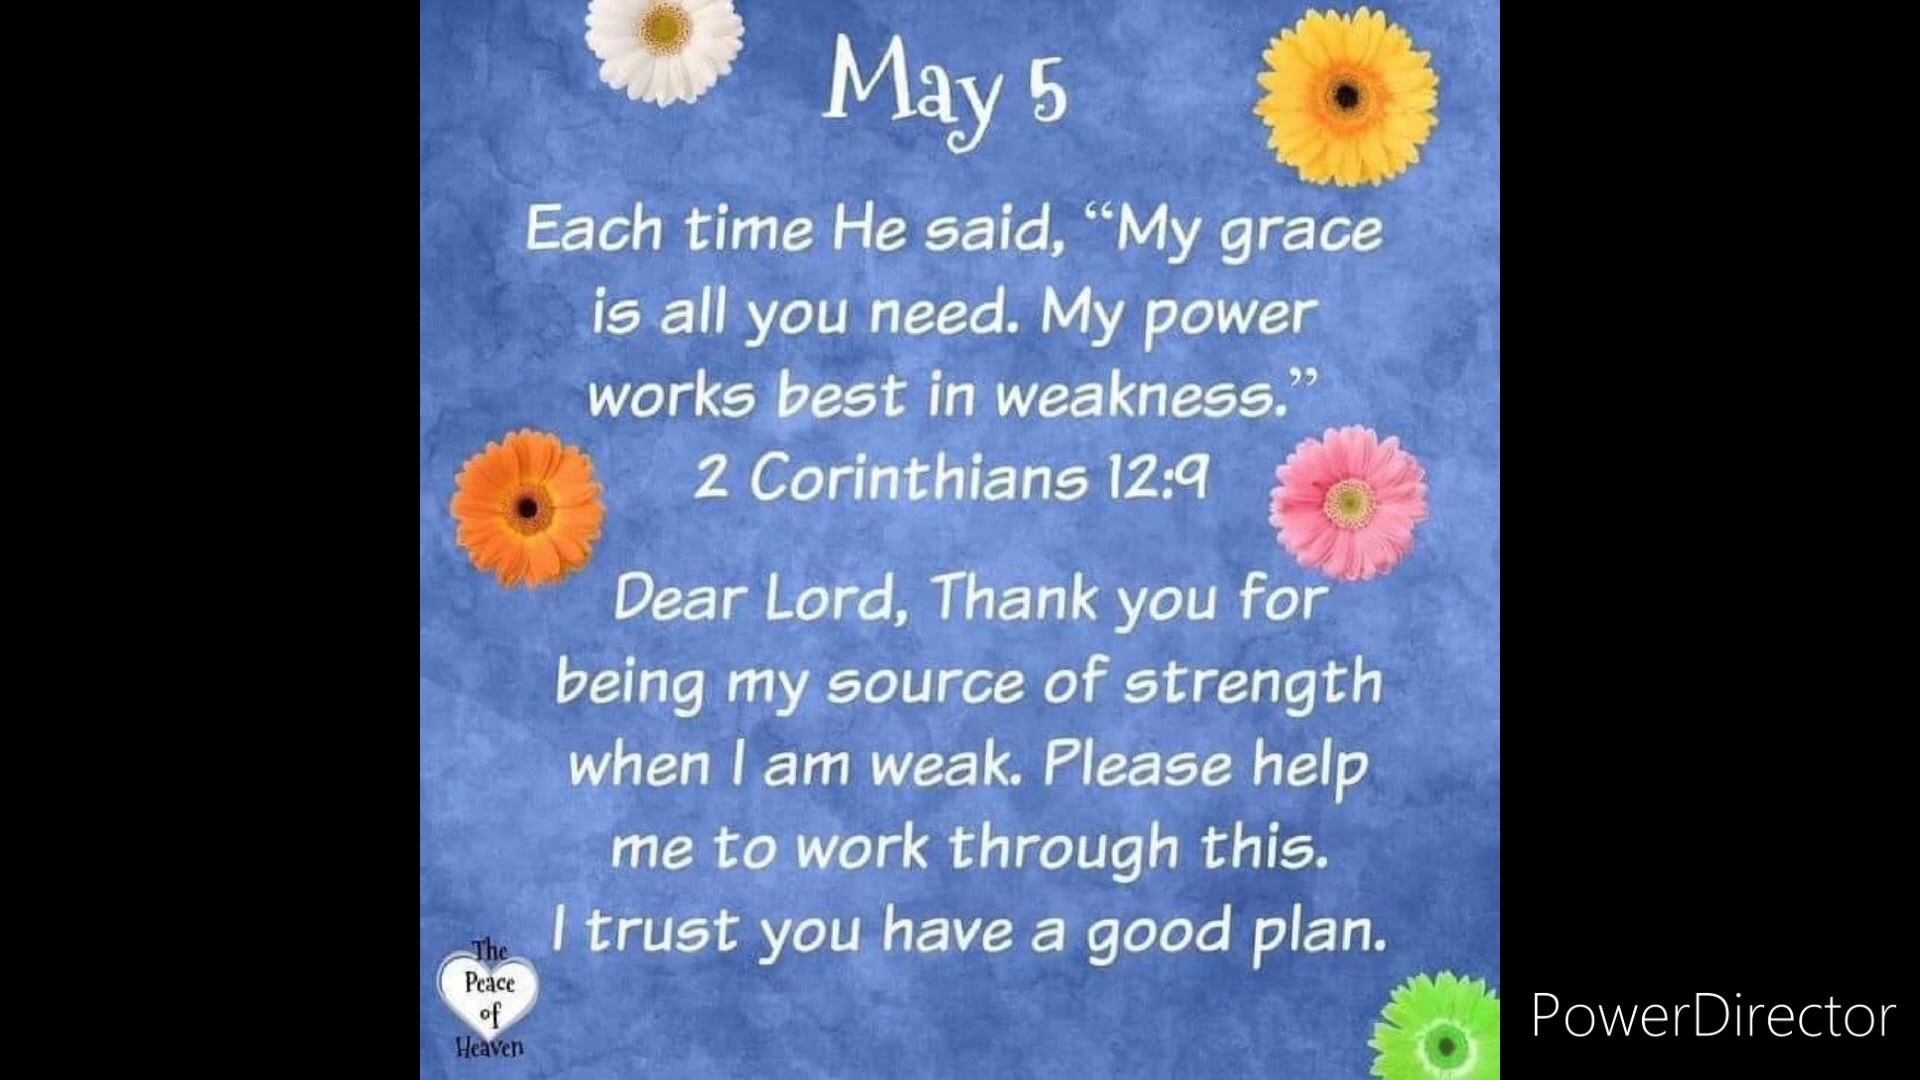 May 5
Each time He said, “My grace
is all you need. My power
works best in weakness.”
2 Corinthians 12:9
Dear Lord, Thank you for
being my source of strength
when I am weak. Please help
me to work through this.
I trust you have a good plan.
The
Peace
of
Heaven
PowerDirector